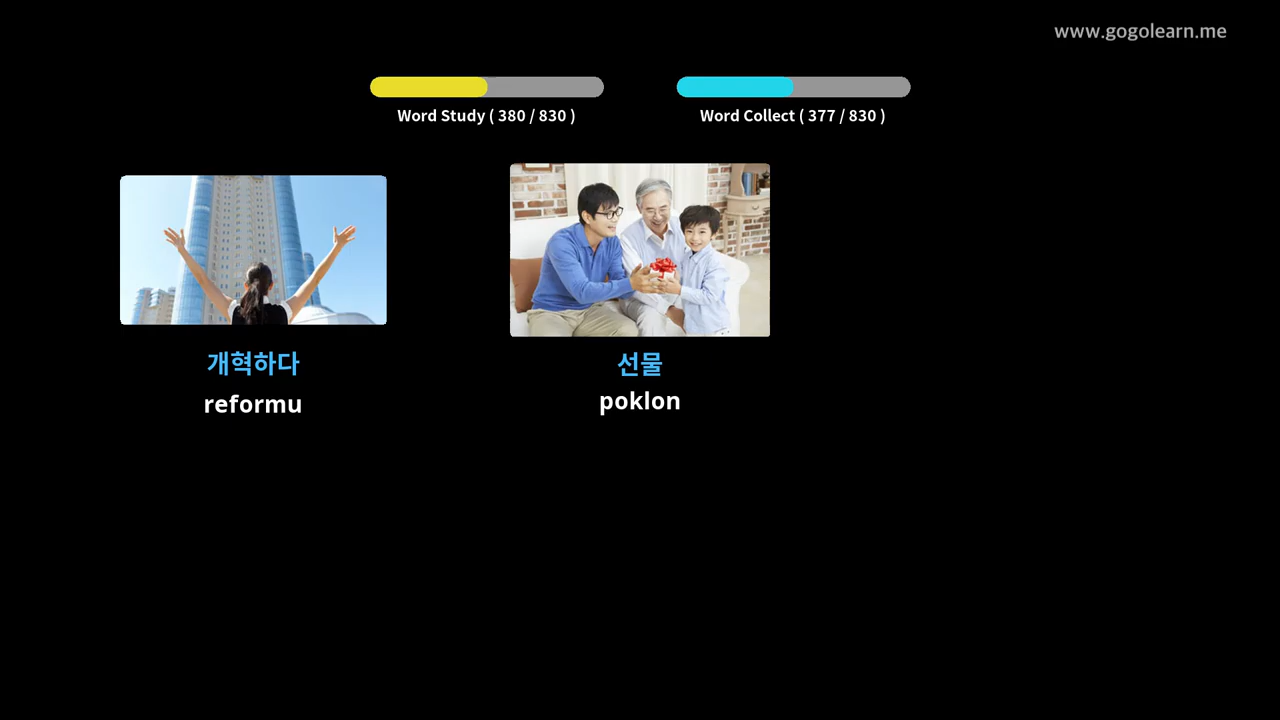 www.gogolearn.me
Word Study ( 380 / 830 )
Word Collect ( 377 / 830 )
개혁하다
reformu
선물
poklon